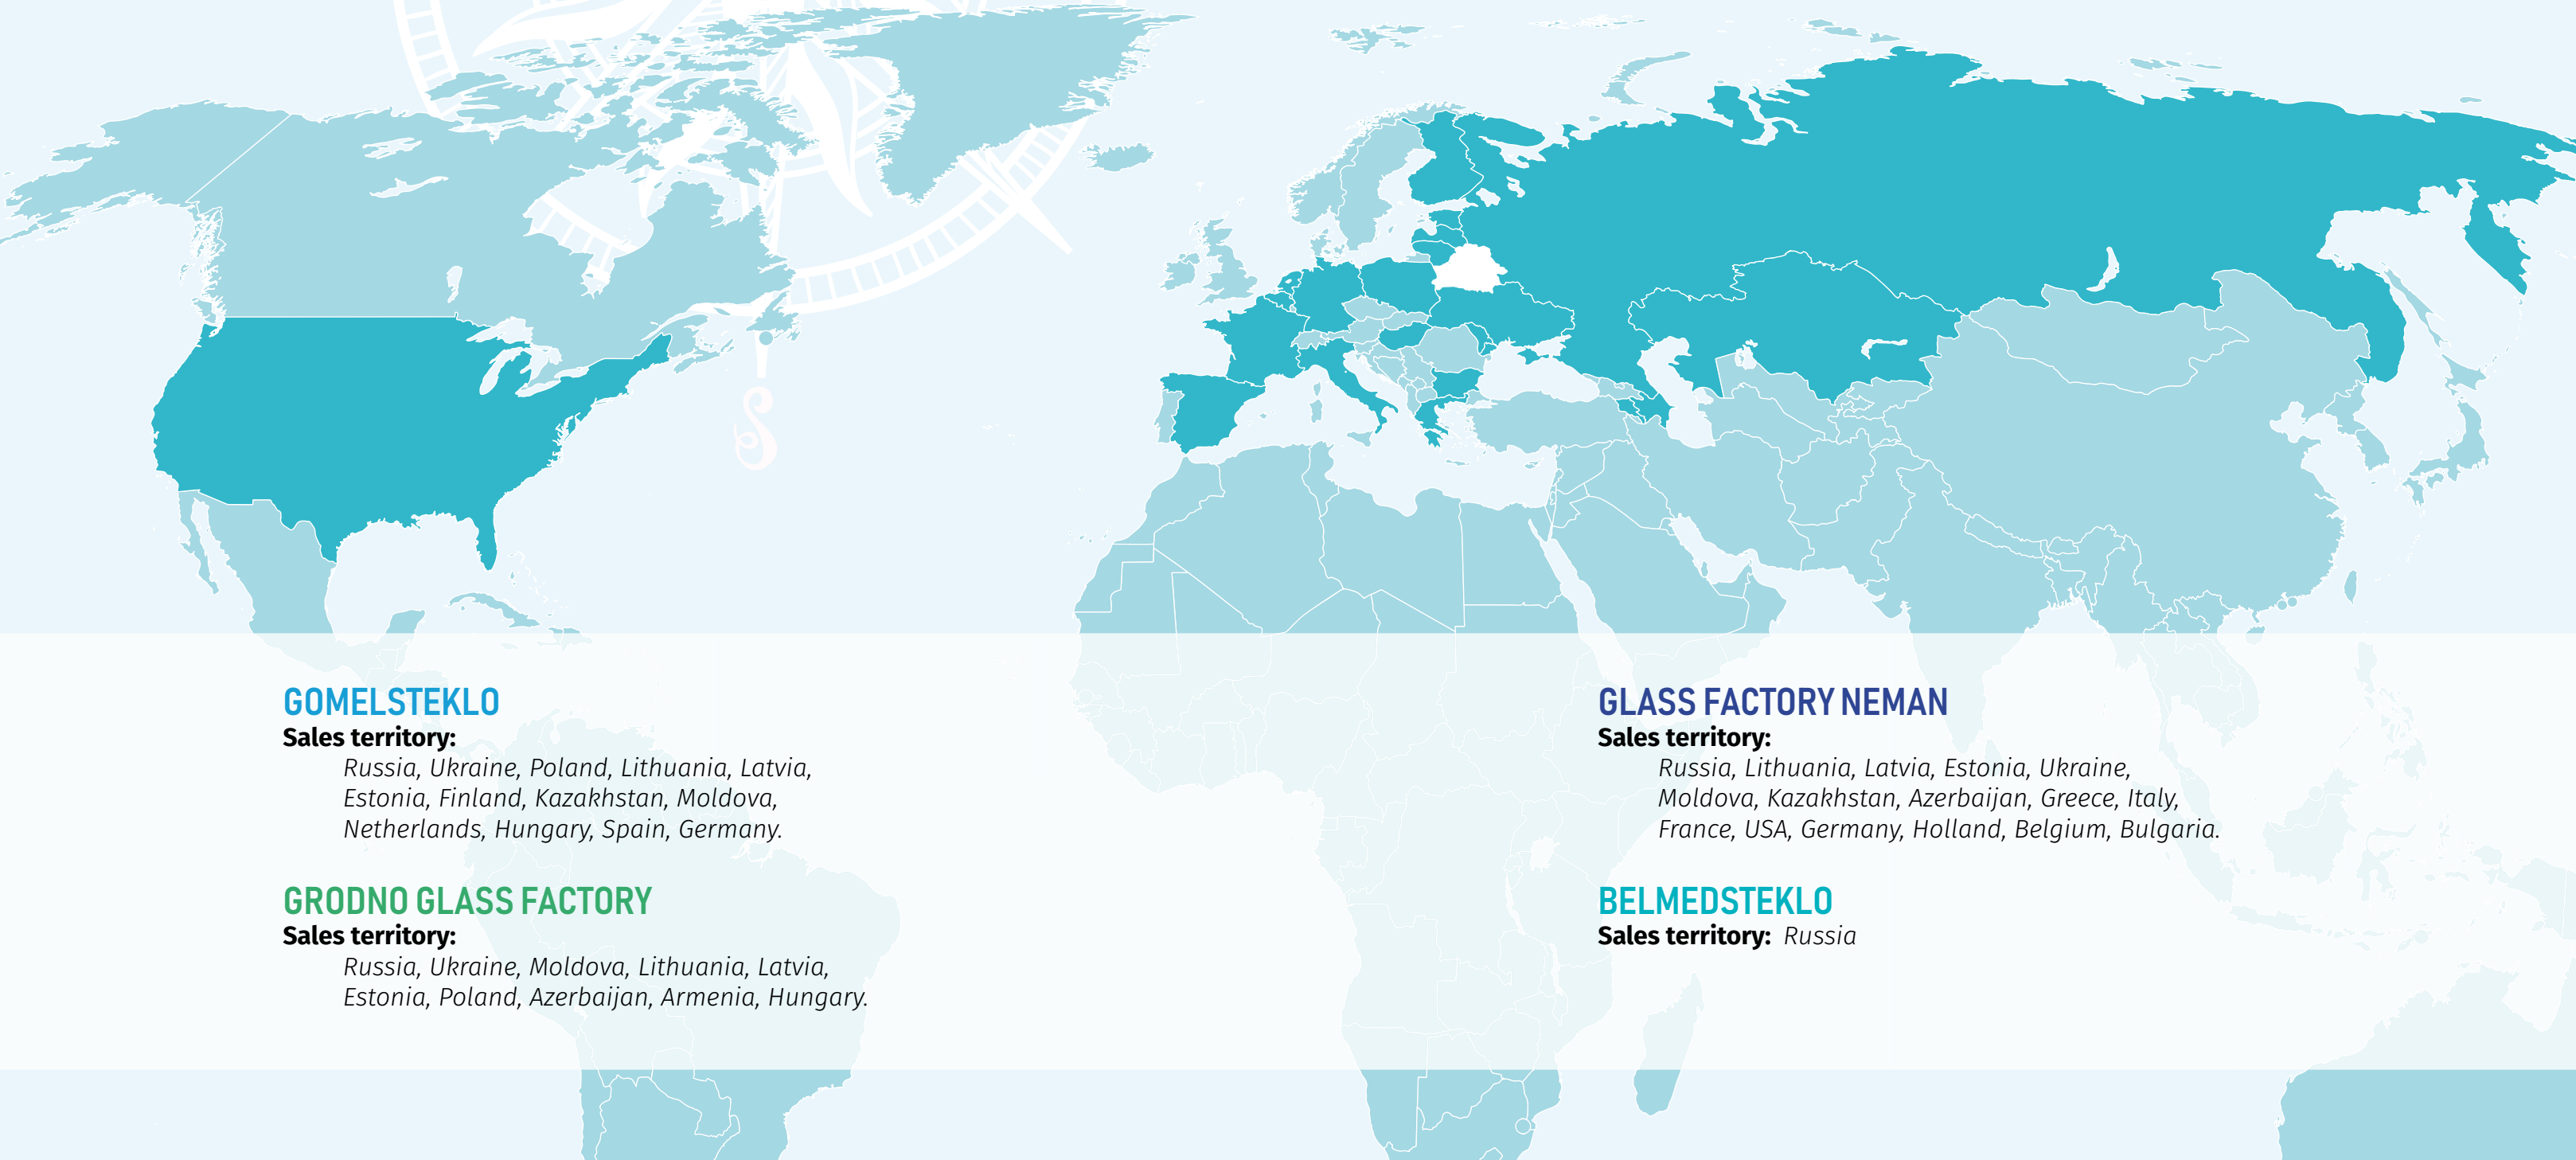 GOMELSTEKLO
Sales territory:
Russia, Ukraine, Poland, Lithuania, Latvia,
Estonia, Finland, Kazakhstan, Moldova,
Netherlands, Hungary, Spain, Germany.
GRODNO GLASS FACTORY
Sales territory:
Russia, Ukraine, Moldova, Lithuania, Latvia,
Estonia, Poland, Azerbaijan, Armenia, Hungary.
GLASS FACTORY NEMAN
Sales territory:
Russia, Lithuania, Latvia, Estonia, Ukraine,
Moldova, Kazakhstan, Azerbaijan, Greece, Italy,
France, USA, Germany, Holland, Belgium, Bulgaria.
BELMEDSTEKLO
Sales territory: Russia
S